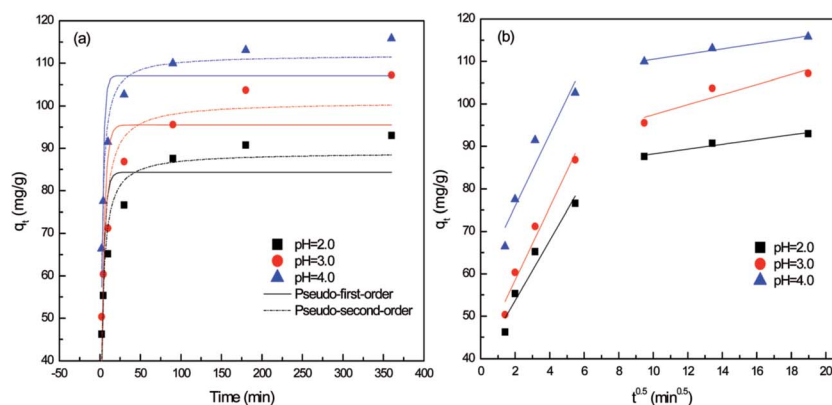 (a)
120
110
100
90
80
70
60
50
40
qt (mg/g)
-50 0 50 100 150 200 250 300 350 400
Time (min)
pH=2.0
pH=3.0
pH=4.0
Pseudo-first-order
Pseudo-second-order
(b)
120
110
100
90
80
70
60
50
40
qt (mg/g)
0 2 4 6 8 10 12 14 16 18 20
t^0.5 (min^0.5)
pH=2.0
pH=3.0
pH=4.0